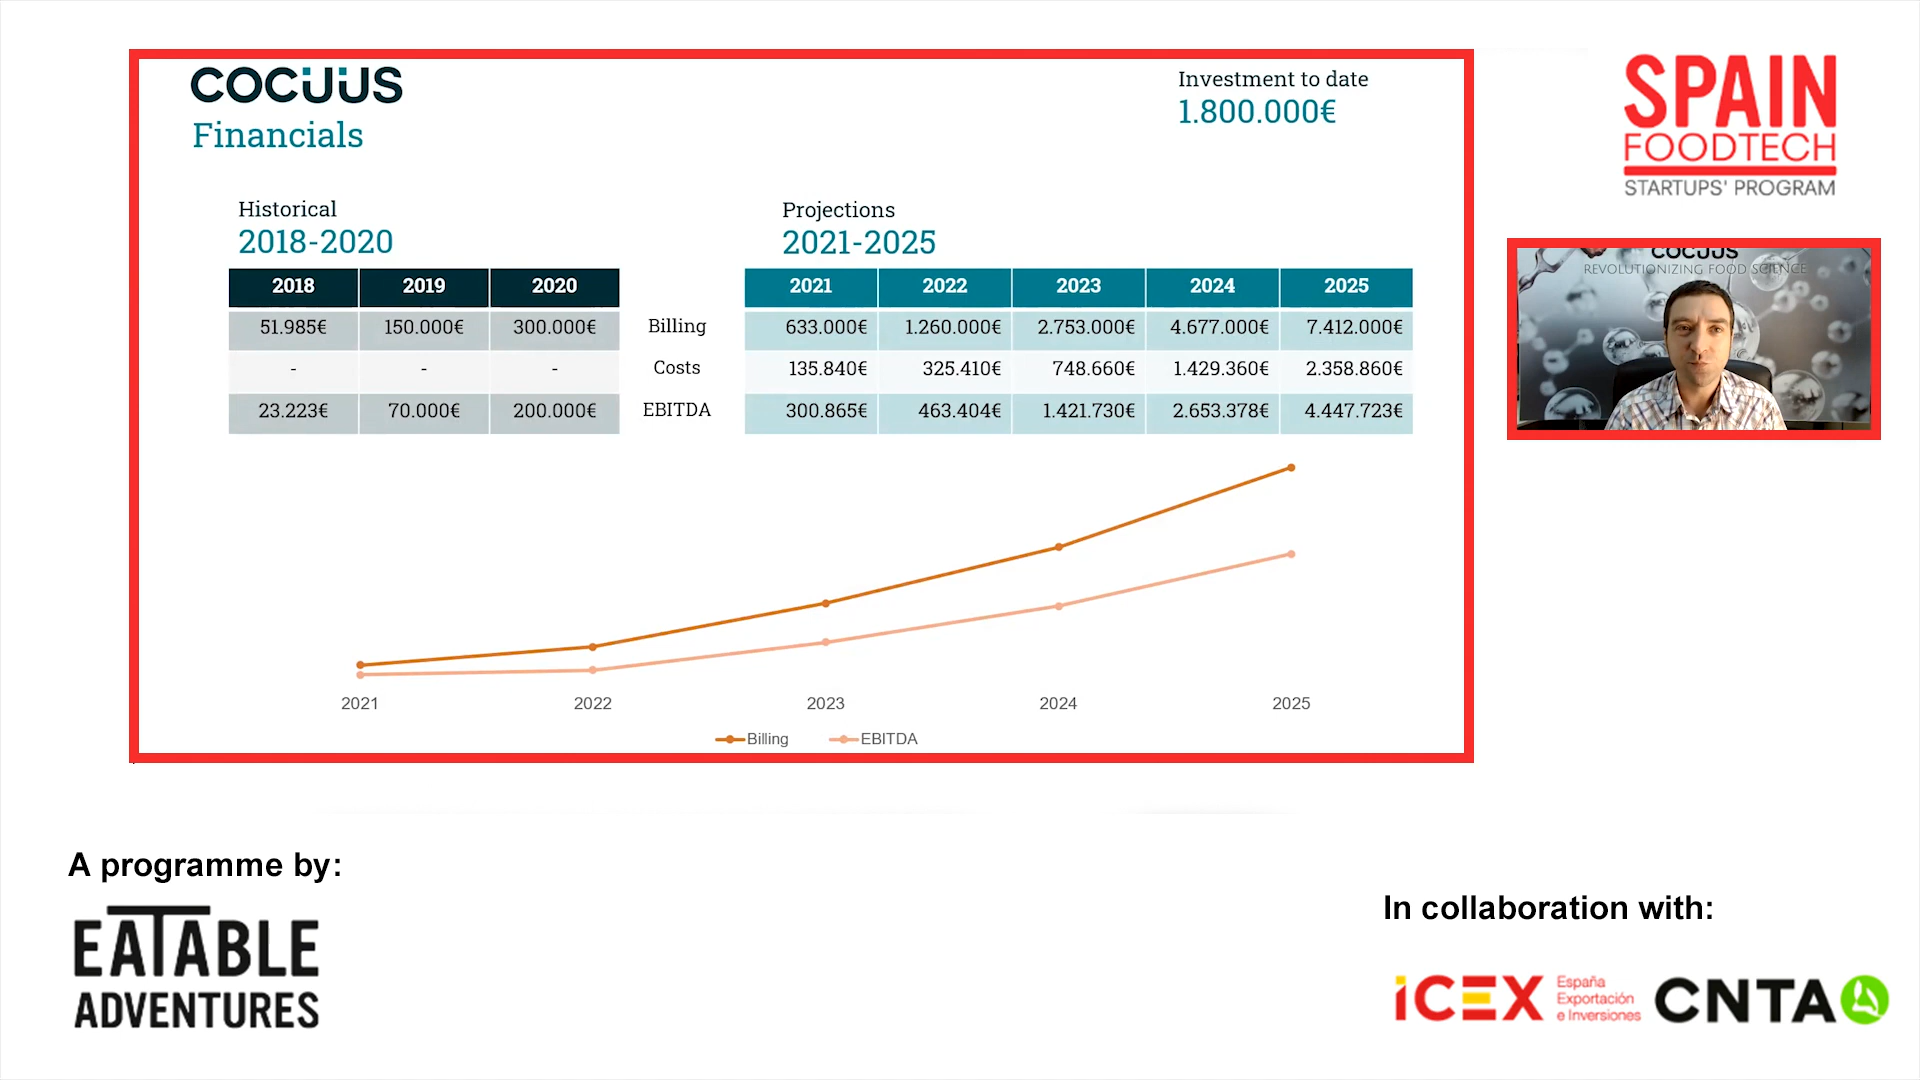 COCUUS
Financials
Investment to date
1.800.000€
Historical
2018-2020
Projections
2021-2025
2018 2019 2020
2021 2022 2023 2024 2025
51.985€ 150.000€ 300.000€ Billing 633.000€ 1.260.000€ 2.753.000€ 4.677.000€ 7.412.000€
- - - Costs 135.840€ 325.410€ 748.660€ 1.429.360€ 2.358.860€
23.223€ 70.000€ 200.000€ EBITDA 300.865€ 463.404€ 1.421.730€ 2.653.378€ 4.447.723€
2021 2022 2023 2024 2025
Billing EBITDA
SPAIN
FOODTECH
STARTUPS' PROGRAM
COCUUS
REVOLUTIONIZING FOOD SCIENCE
A programme by:
EATABLE
ADVENTURES
In collaboration with:
iCEX
España
Exportación
e Inversiones
CNTA